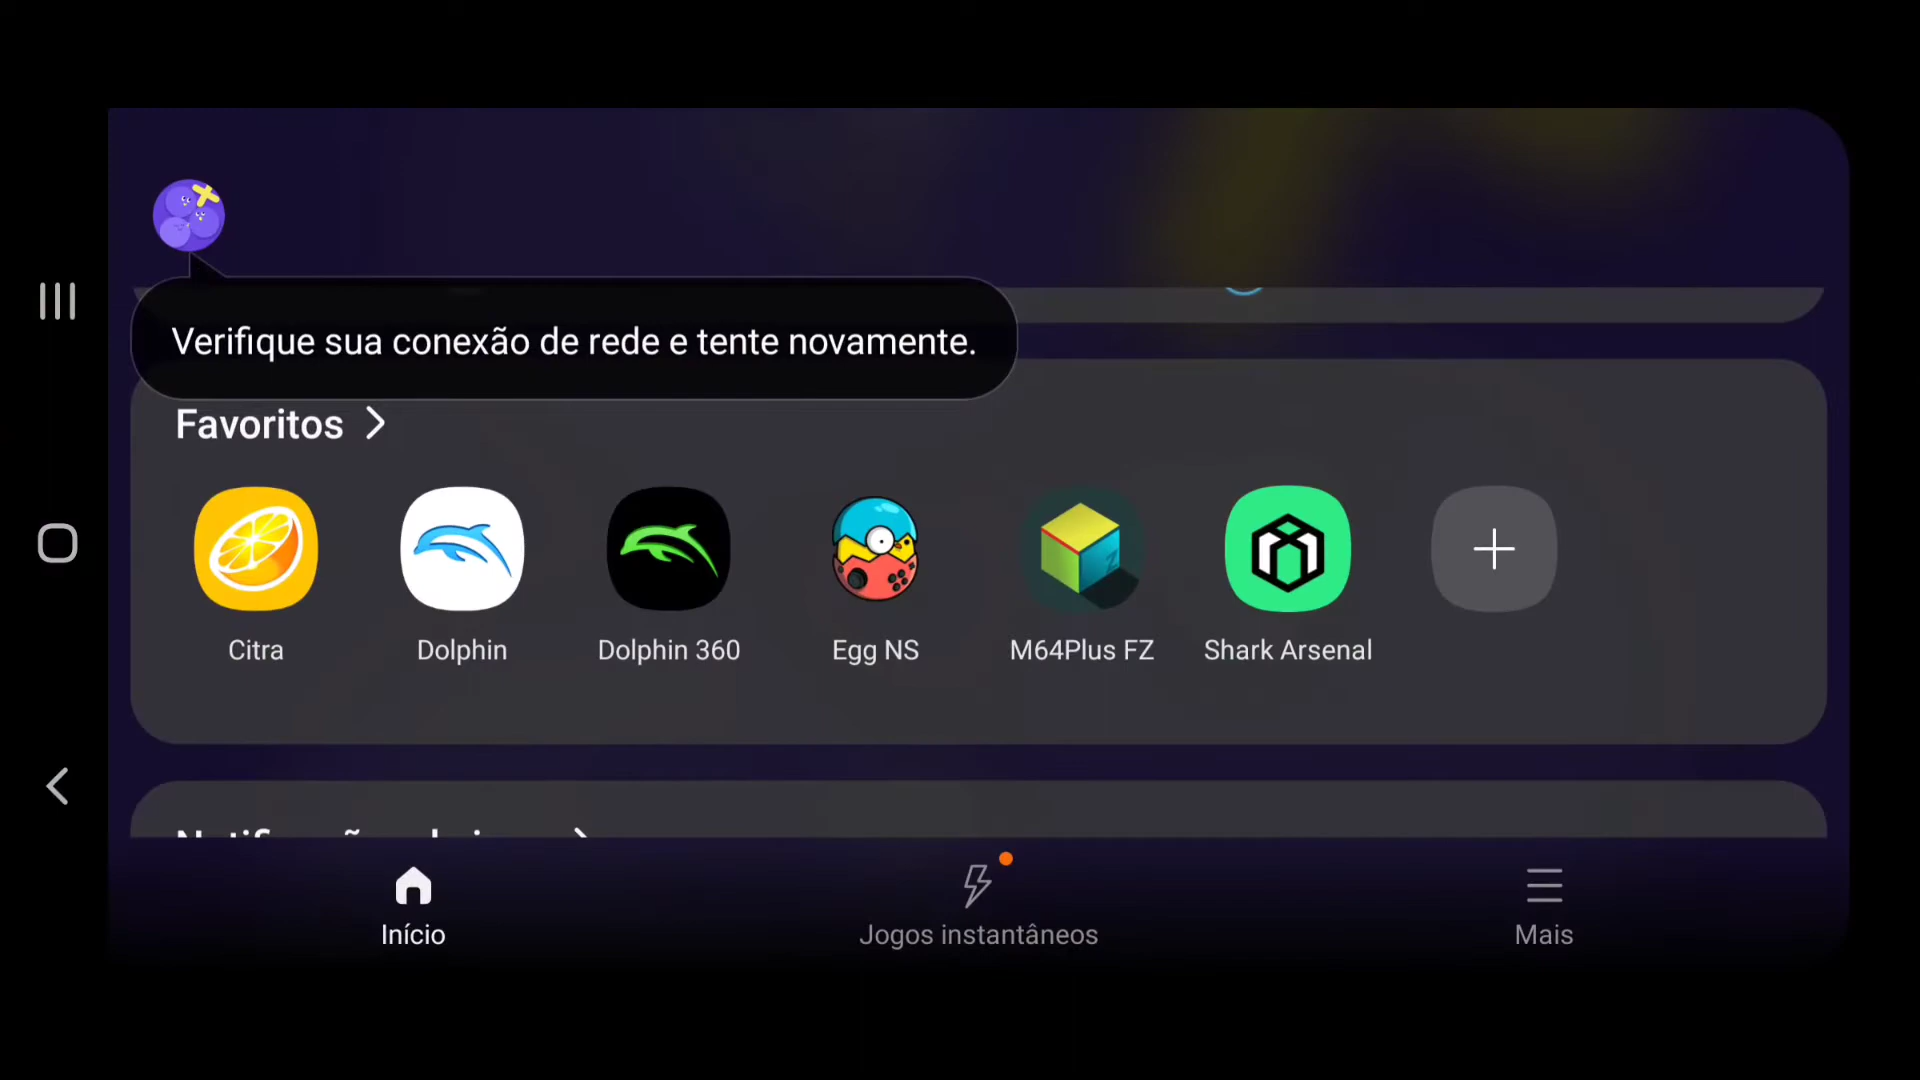 Verifique sua conexão de rede e tente novamente.
Favoritos
Citra
Dolphin
Dolphin 360
Egg NS
M64Plus FZ
Shark Arsenal
Início
Jogos instantâneos
Mais